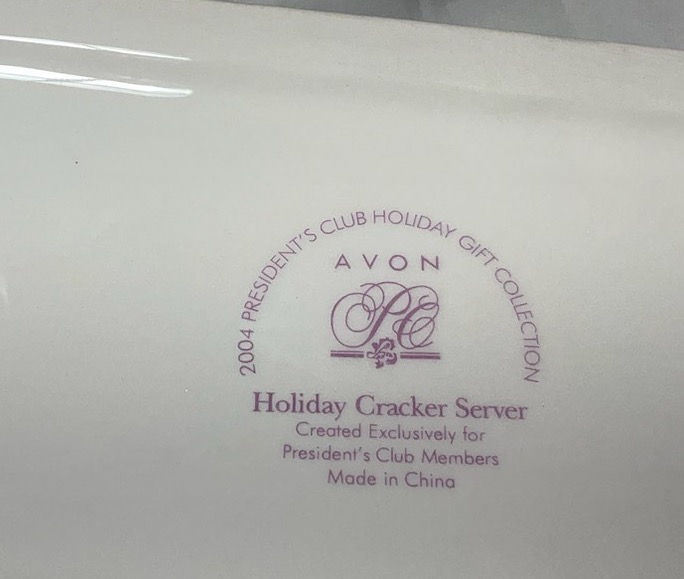 2004 PRESIDENT'S CLUB HOLIDAY GIFT COLLECTION
AVON
PC
Holiday Cracker Server
Created Exclusively for
President's Club Members
Made in China